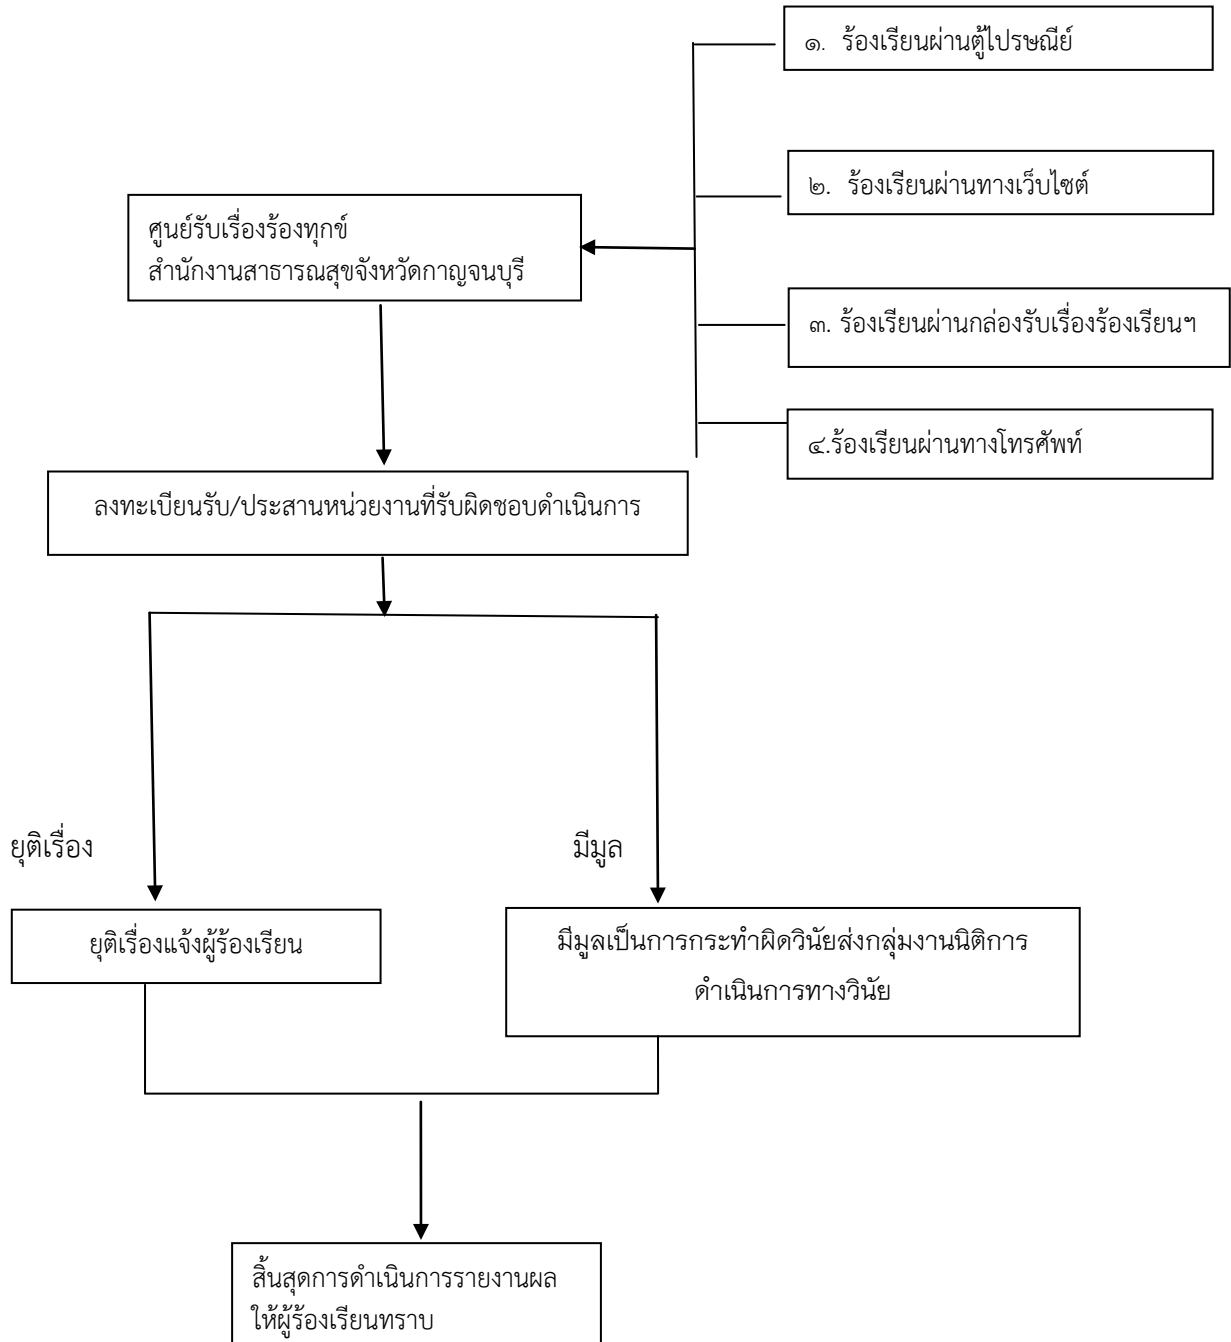 ๑. ร้องเรียนผ่านตู้ไปรษณีย์
๒. ร้องเรียนผ่านทางเว็บไซต์
ศูนย์รับเรื่องร้องทุกข์
สำนักงานสาธารณสุขจังหวัดกาญจนบุรี
๓. ร้องเรียนผ่านกล่องรับเรื่องร้องเรียนฯ
๔.ร้องเรียนผ่านทางโทรศัพท์
ลงทะเบียนรับ/ประสานหน่วยงานที่รับผิดชอบดำเนินการ
ยุติเรื่อง
มีมูล
ยุติเรื่องแจ้งผู้ร้องเรียน
มีมูลเป็นการกระทำผิดวินัยส่งกลุ่มงานนิติการ
ดำเนินการทางวินัย
สิ้นสุดการดำเนินการรายงานผล
ให้ผู้ร้องเรียนทราบ